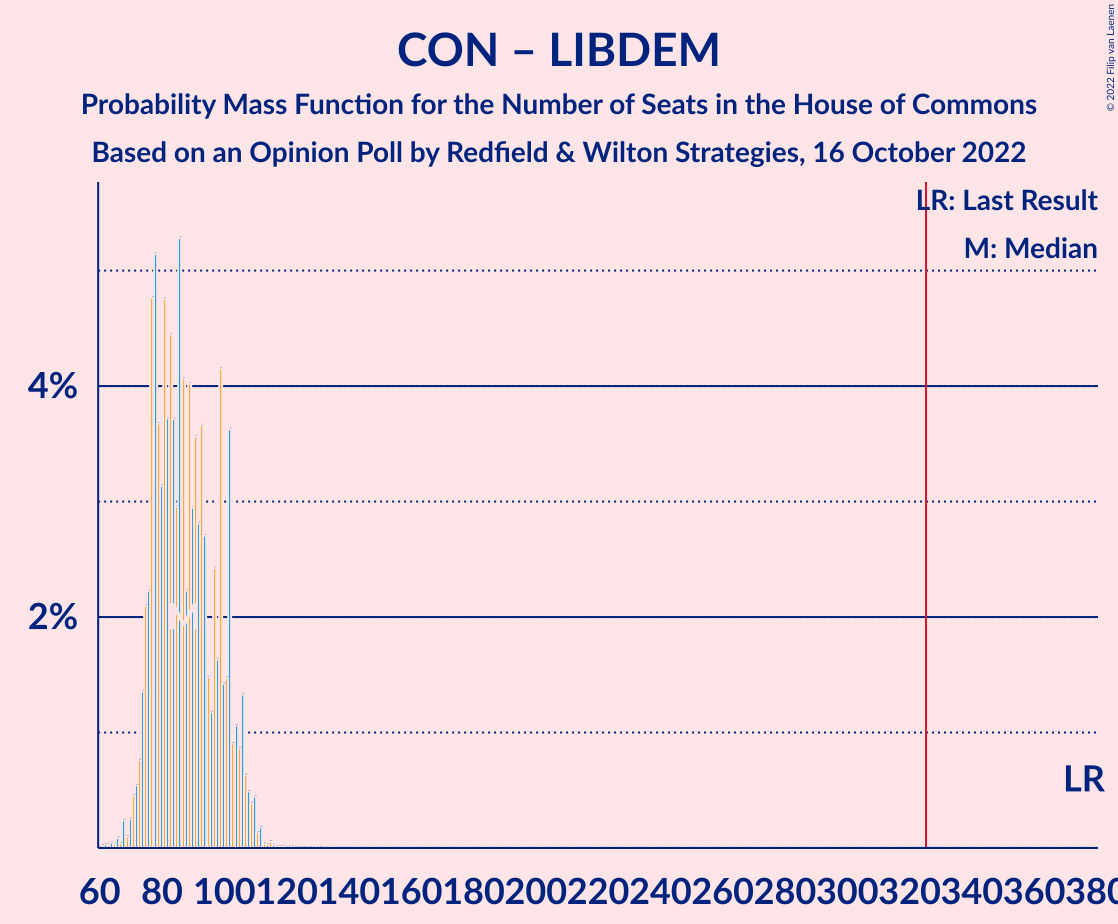 CON – LIBDEM
Probability Mass Function for the Number of Seats in the House of Commons
Based on an Opinion Poll by Redfield & Wilton Strategies, 16 October 2022
© 2022 Filip van Laenen
LR: Last Result
M: Median
4%
2%
M
LR
60 80 100 120 140 160 180 200 220 240 260 280 300 320 340 360 380